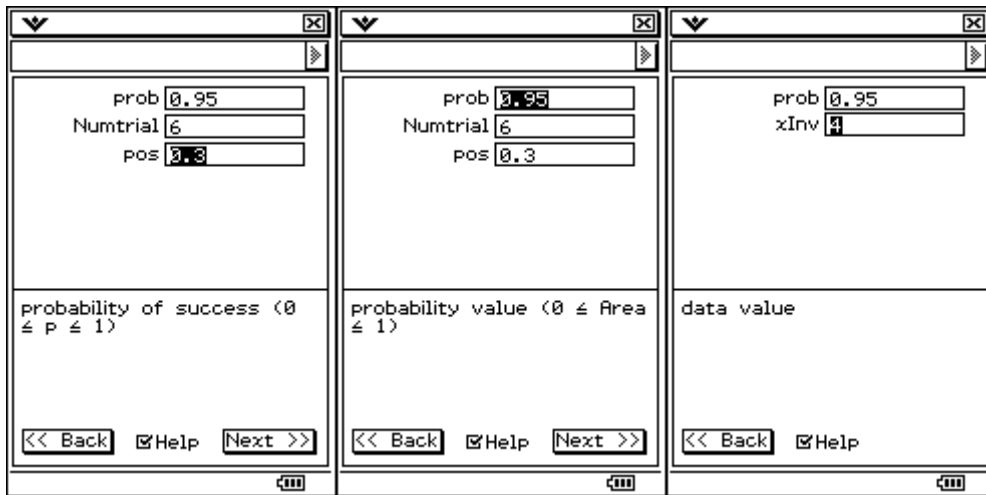 prob 0.95
Numtrial 6
pos 0.3
probability of success (0
≤ p ≤ 1)
<< Back Help Next >>
prob 0.95
Numtrial 6
pos 0.3
probability value (0 ≤ Area
≤ 1)
<< Back Help Next >>
prob 0.95
xInv 4
data value
<< Back Help